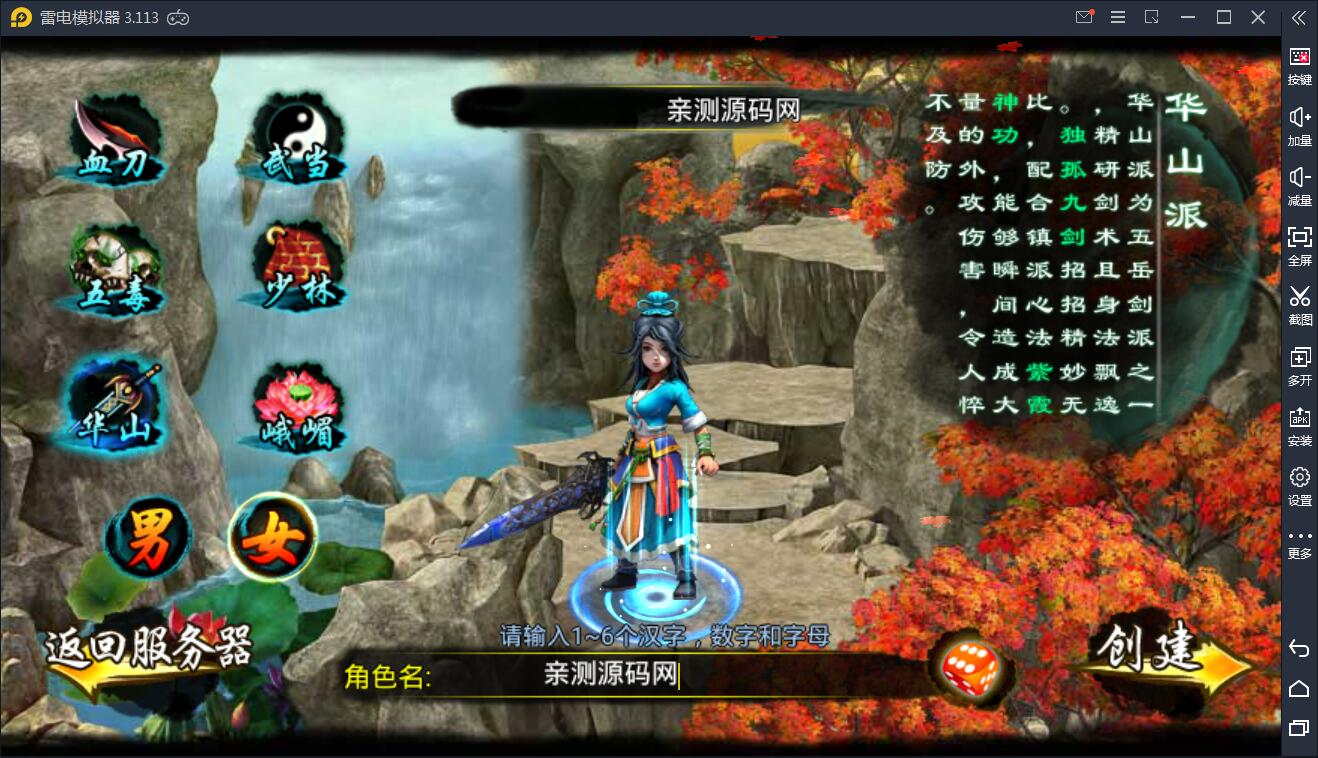 雷电模拟器 3.113
按键
加量
减量
全屏
截图
多开
APK
安装
设置
更多
亲测源码网
血刀
武当
五毒
少林
华山
峨嵋
男
女
华山派
华山派为五岳剑派之一
，精研剑术且身法飘逸
。独孤九剑招招精妙无
比，配合镇派心法紫霞
神功，能够瞬间造成大
量的外攻伤害，令人悴
不及防。
请输入1~6个汉字，数字和字母
角色名: 亲测源码网
返回服务器
创建